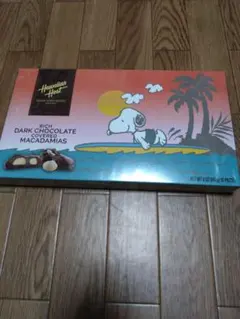 Hawaiian
Host
RICH
DARK CHOCOLATE
COVERED
MACADAMIAS